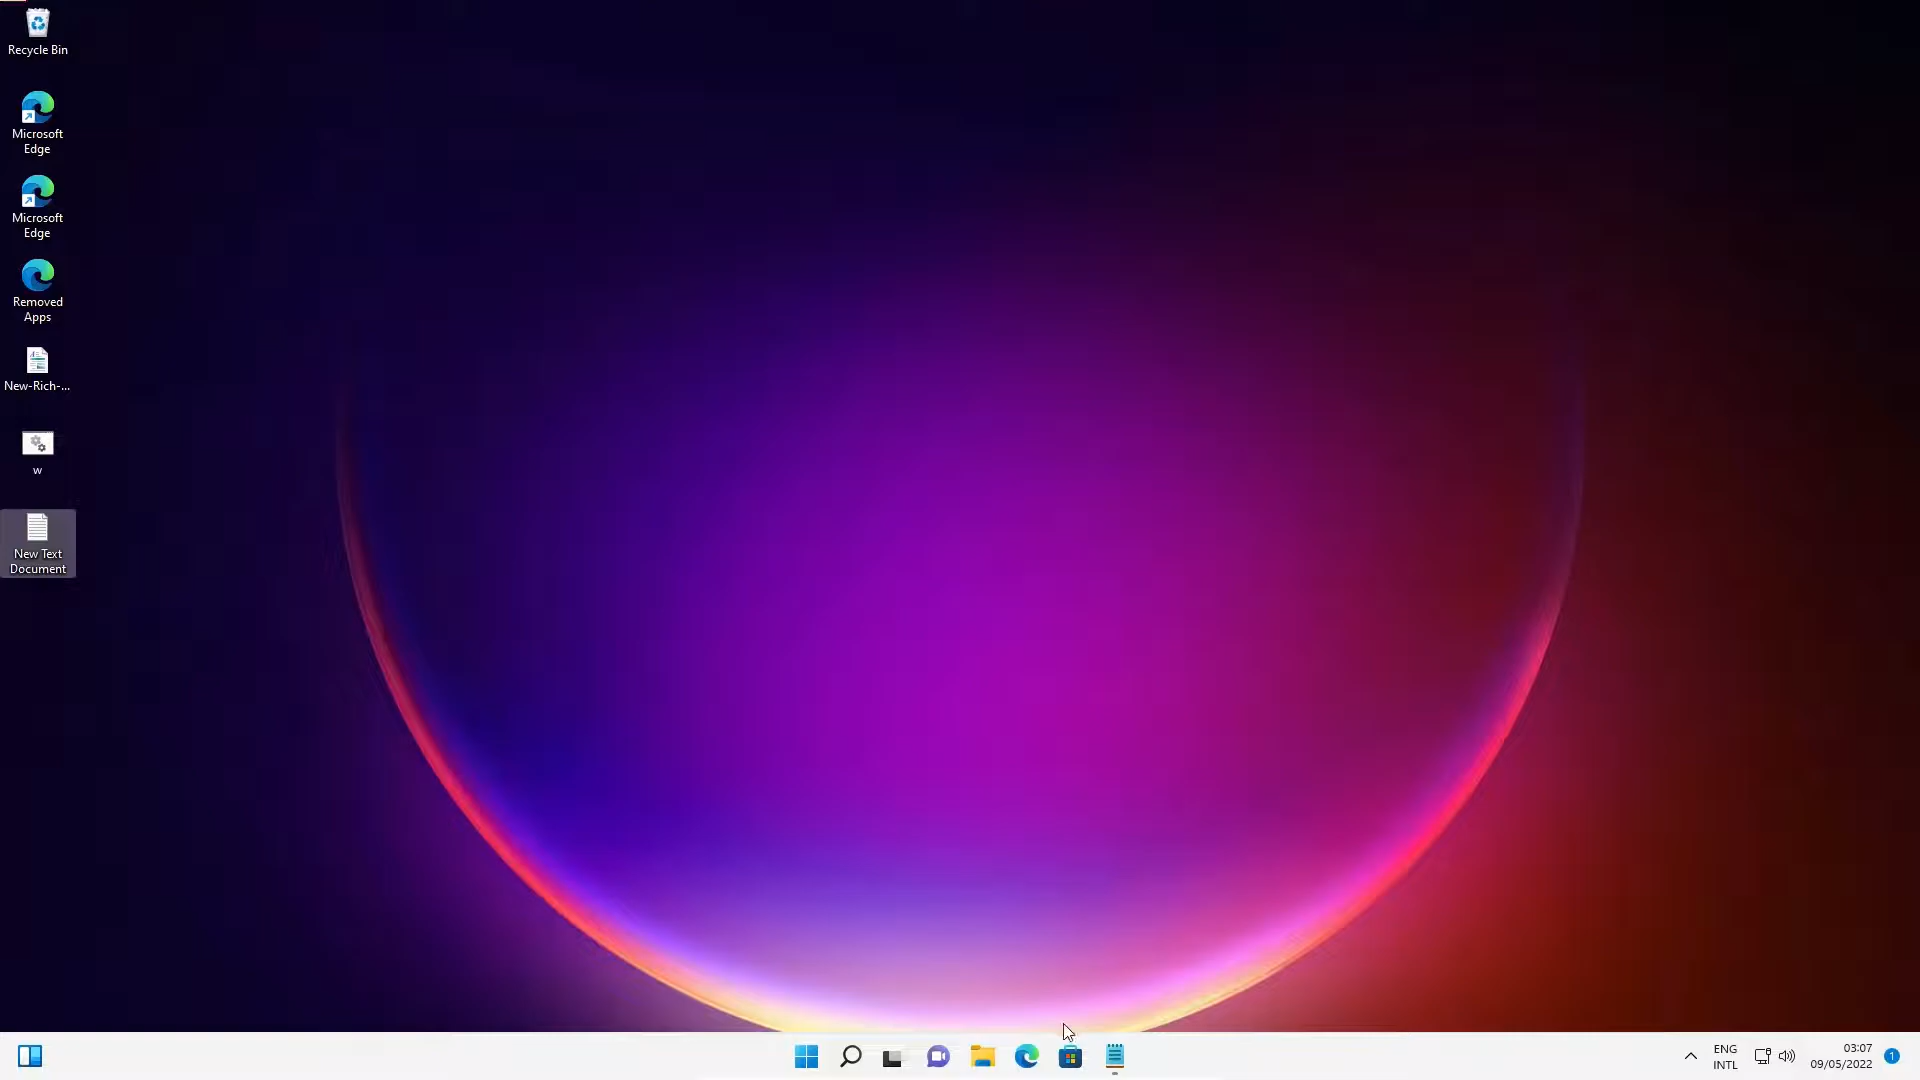 Recycle Bin
Microsoft
Edge
Microsoft
Edge
Removed
Apps
New-Rich-...
w
New Text
Document
ENG
INTL
03:07
09/05/2022
1